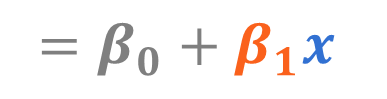 = β₀ + β₁x